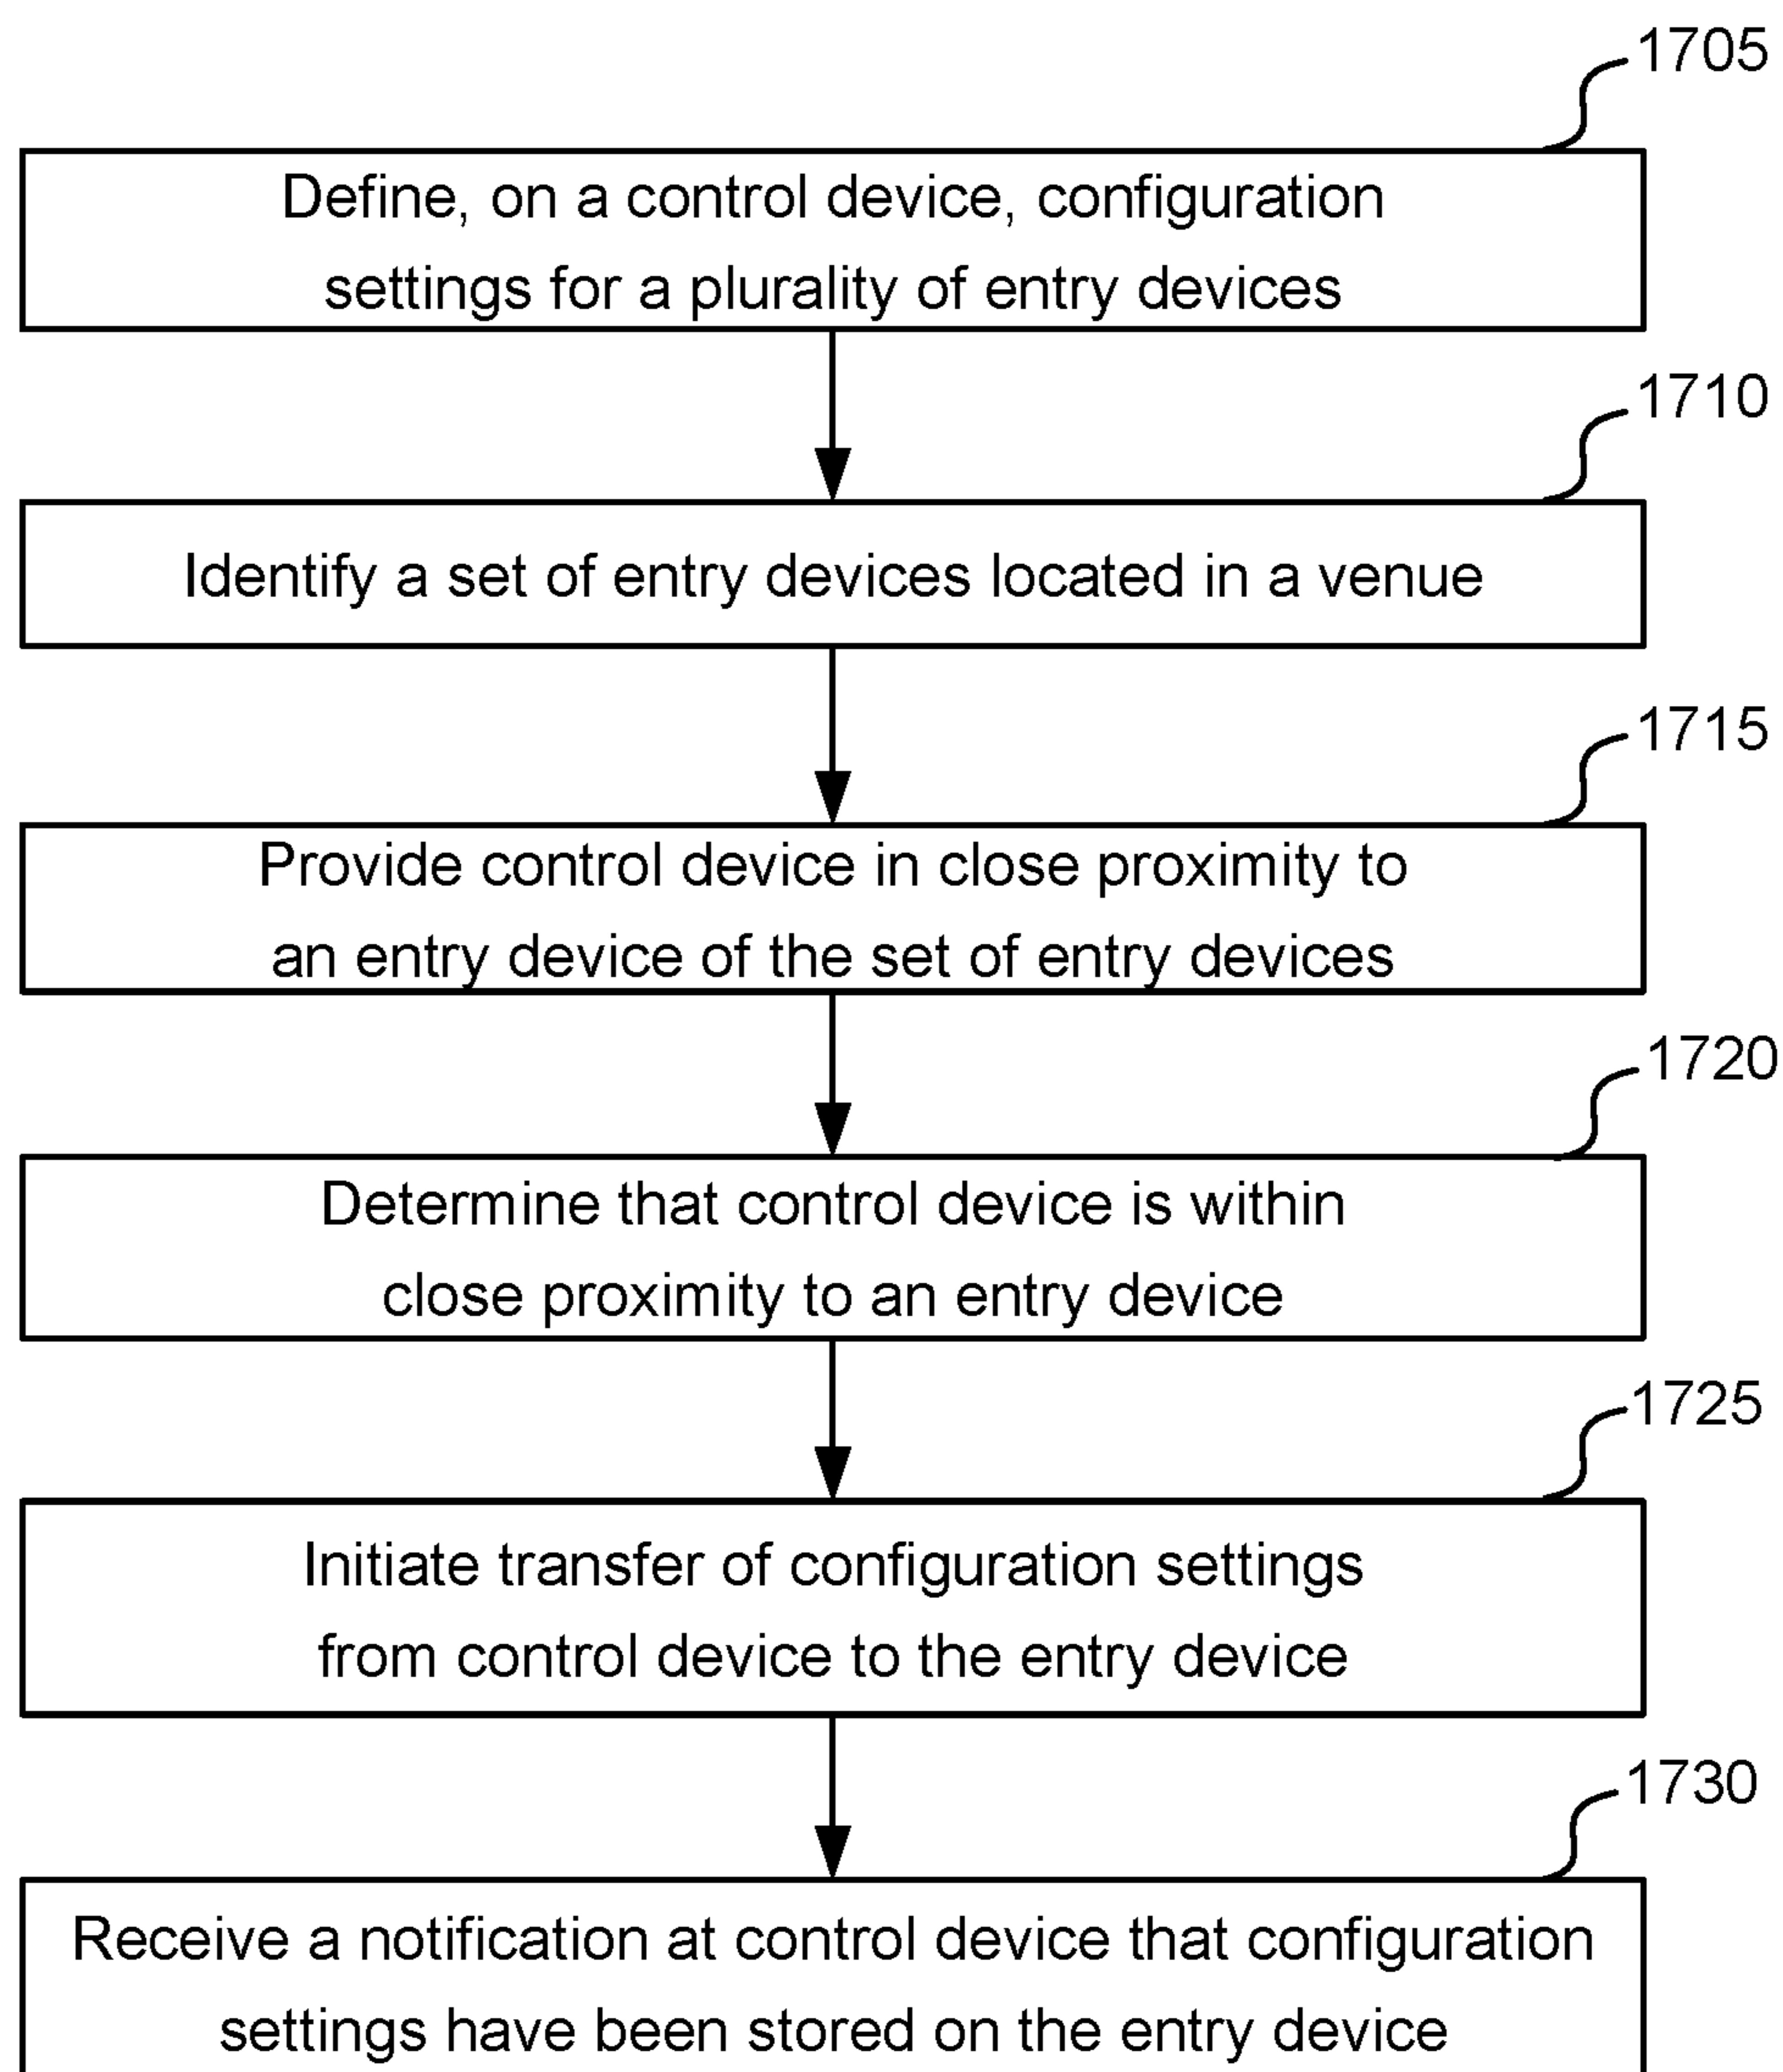 1705
Define, on a control device, configuration
settings for a plurality of entry devices
1710
Identify a set of entry devices located in a venue
1715
Provide control device in close proximity to
an entry device of the set of entry devices
1720
Determine that control device is within
close proximity to an entry device
1725
Initiate transfer of configuration settings
from control device to the entry device
1730
Receive a notification at control device that configuration
settings have been stored on the entry device